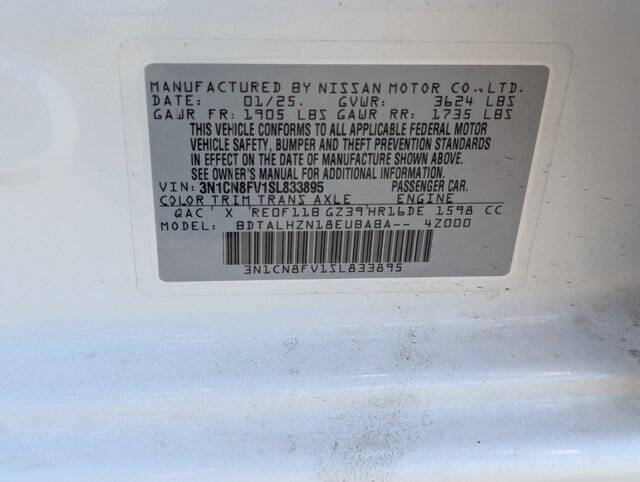 MANUFACTURED BY NISSAN MOTOR CO., LTD.
DATE: 01/25. GVWR: 3624 LBS
GAWR FR: 1905 LBS GAWR RR: 1735 LBS
THIS VEHICLE CONFORMS TO ALL APPLICABLE FEDERAL MOTOR
VEHICLE SAFETY, BUMPER AND THEFT PREVENTION STANDARDS
IN EFFECT ON THE DATE OF MANUFACTURE SHOWN ABOVE.
SEE OWNER'S MANUAL FOR ADDITIONAL LOADING INFORMATION
VIN: 3N1CN8FV1SL833895 PASSENGER CAR.
COLOR TRIM TRANS AXLE ENGINE
QAC X RE0F11B GZ39 HR16DE 1598 CC
MODEL: BDTALHZN18EUBABA-- 4Z000
3N1CN8FV1SL833895